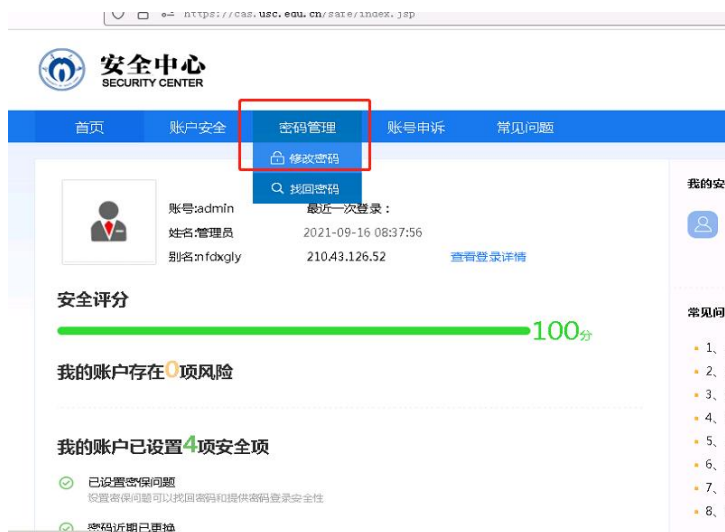 https://cas.usc.edu.cn/safe/index.jsp
安全中心
SECURITY CENTER
首页 账户安全 密码管理 账号申诉 常见问题
修改密码
找回密码
我的安
账号:admin 最近一次登录：
姓名:管理员 2021-09-16 08:37:56
别名:nfdxgly 210.43.126.52 查看登录详情
安全评分
100分
常见问
我的账户存在0项风险
1、
2、
3、
4、
5、
6、
7、
8、
我的账户已设置4项安全项
已设置密保问题
设置密保问题可以找回密码和提供密码登录安全性
密码近期已更换